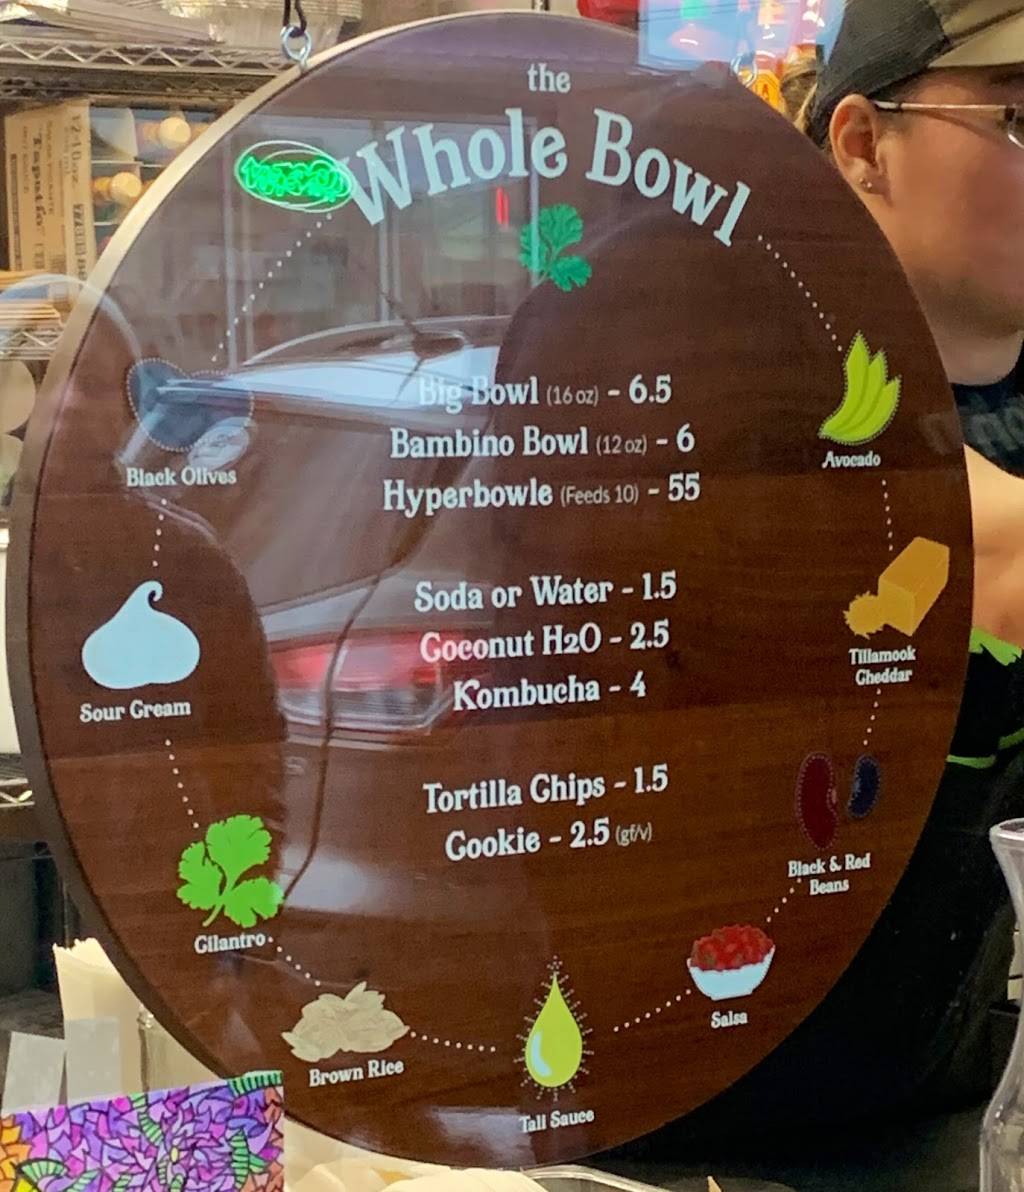 the
Whole Bowl
Big Bowl (16 oz) - 6.5
Bambino Bowl (12 oz) - 6
Hyperbowle (Feeds 10) - 55
Soda or Water - 1.5
Coconut H2O - 2.5
Kombucha - 4
Tortilla Chips - 1.5
Cookie - 2.5 (gf/v)
Avocado
Tillamook
Cheddar
Black & Red
Beans
Salsa
Tali Sauce
Brown Rice
Cilantro
Sour Cream
Black Olives
"Tapatío"